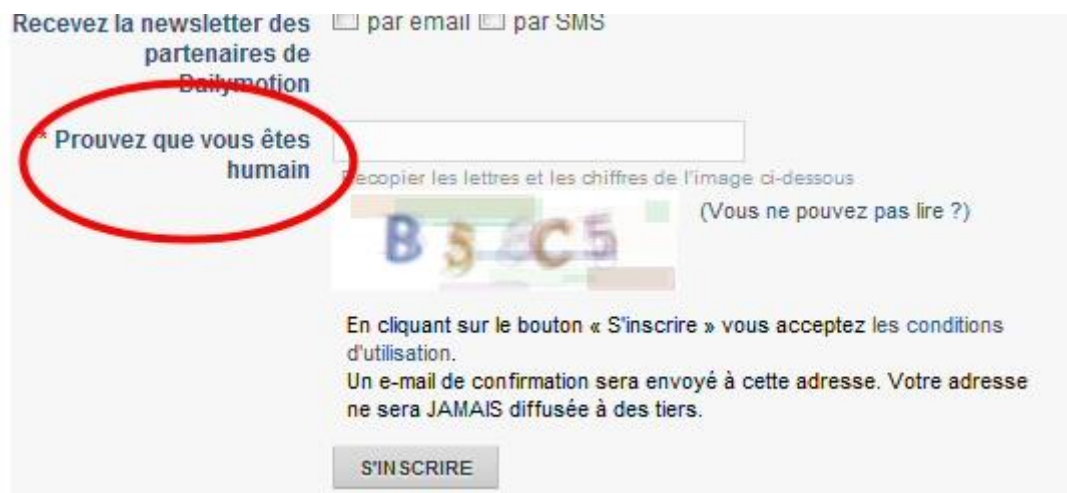 Recevez la newsletter des
partenaires de
Dailymotion
par email par SMS
* Prouvez que vous êtes
humain
Recopier les lettres et les chiffres de l'image ci-dessous
(Vous ne pouvez pas lire ?)
En cliquant sur le bouton « S'inscrire » vous acceptez les conditions
d'utilisation.
Un e-mail de confirmation sera envoyé à cette adresse. Votre adresse
ne sera JAMAIS diffusée à des tiers.
S'INSCRIRE